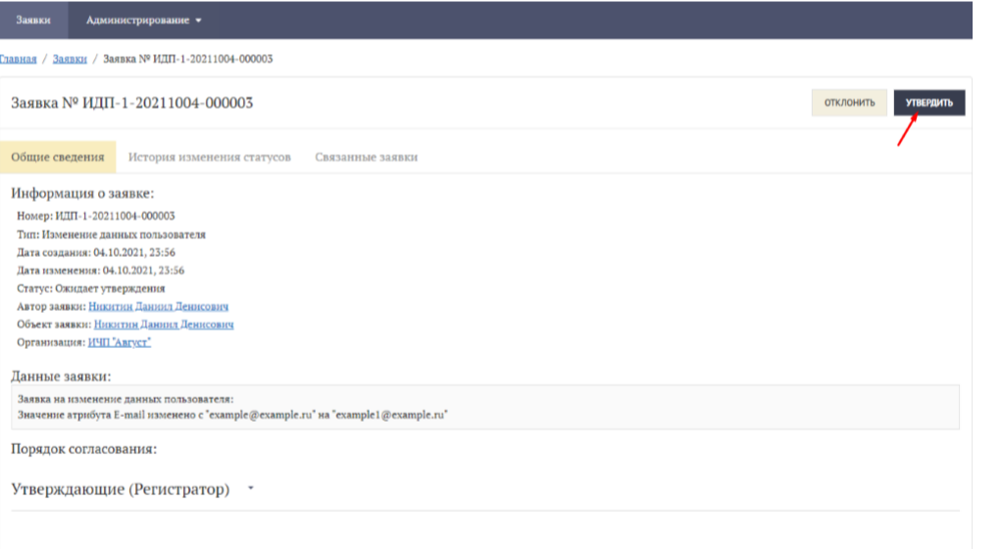 Заявки Администрирование
Главная / Заявки / Заявка № ИДП-1-20211004-000003
Заявка № ИДП-1-20211004-000003 ОТКЛОНИТЬ УТВЕРДИТЬ
Общие сведения История изменения статусов Связанные заявки
Информация о заявке:
Номер: ИДП-1-20211004-000003
Тип: Изменение данных пользователя
Дата создания: 04.10.2021, 23:56
Дата изменения: 04.10.2021, 23:56
Статус: Ожидает утверждения
Автор заявки: Никитин Даниил Денисович
Объект заявки: Никитин Даниил Денисович
Организация: ИЧП "Август"
Данные заявки:
Заявка на изменение данных пользователя:
Значение атрибута E-mail изменено с "example@example.ru" на "example1@example.ru"
Порядок согласования:
Утверждающие (Регистратор)